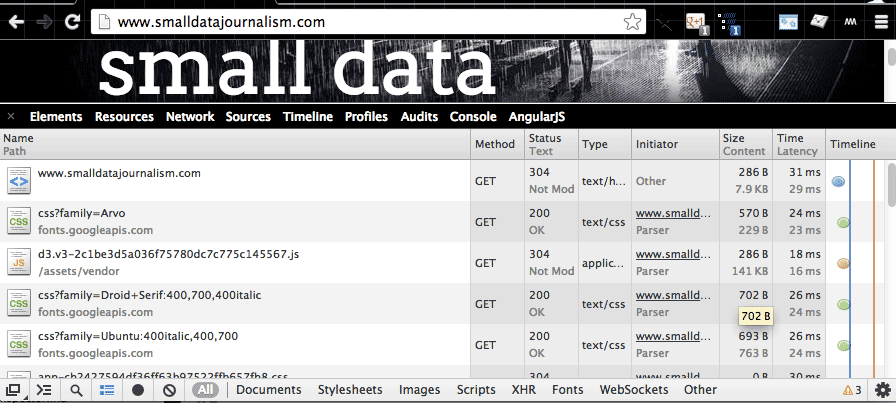 www.smalldatajournalism.com
1
1
small data
× Elements Resources Network Sources Timeline Profiles Audits Console AngularJS
Name Method Status Type Initiator Size Time Timeline
Path Text Content Latency
www.smalldatajournalism.com GET 304 text/h... Other 286 B 31 ms
Not Mod 7.9 KB 29 ms
css?family=Arvo GET 200 text/css www.smalld... 570 B 24 ms
fonts.googleapis.com OK Parser 229 B 23 ms
d3.v3-2c1be3d5a036f75780dc7c775c145567.js GET 304 applic... www.smalld... 286 B 18 ms
/assets/vendor Not Mod Parser 141 KB 16 ms
css?family=Droid+Serif:400,700,400italic GET 200 text/css www.smalld... 702 B 26 ms
fonts.googleapis.com OK Parser 702 B 24 ms
css?family=Ubuntu:400italic,400,700 GET 200 text/css www.smalld... 693 B 26 ms
fonts.googleapis.com OK Parser 763 B 24 ms
304 www.smalld... 0 B 30 ms
All Documents Stylesheets Images Scripts XHR Fonts WebSockets Other 3